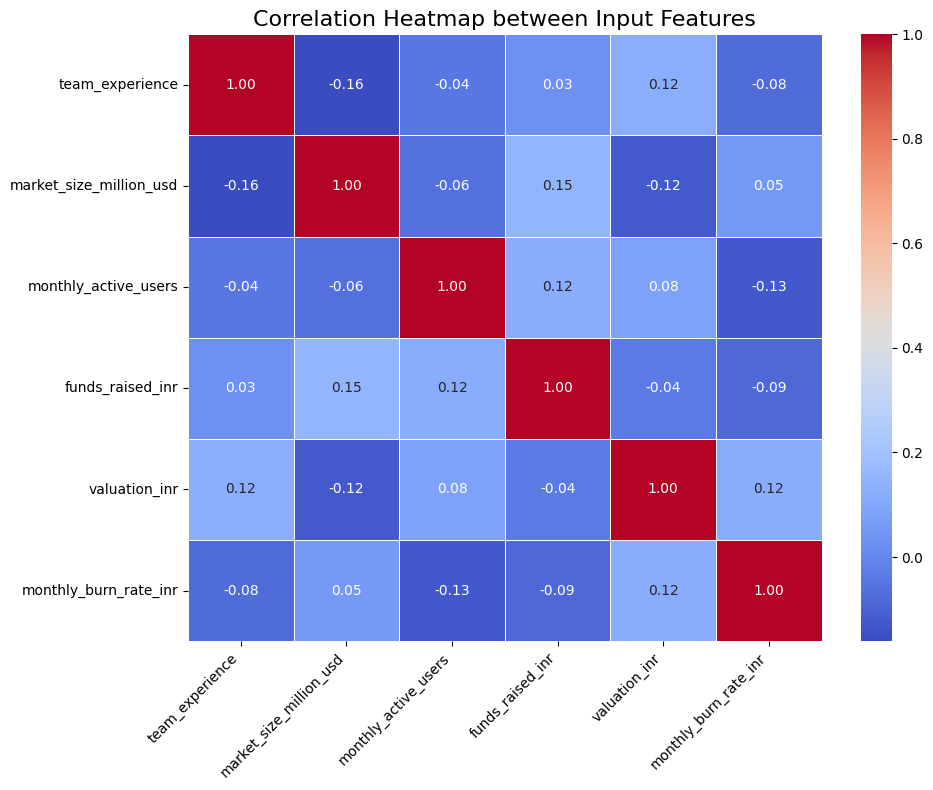 Correlation Heatmap between Input Features
team_experience 1.00 -0.16 -0.04 0.03 0.12 -0.08
market_size_million_usd -0.16 1.00 -0.06 0.15 -0.12 0.05
monthly_active_users -0.04 -0.06 1.00 0.12 0.08 -0.13
funds_raised_inr 0.03 0.15 0.12 1.00 -0.04 -0.09
valuation_inr 0.12 -0.12 0.08 -0.04 1.00 0.12
monthly_burn_rate_inr -0.08 0.05 -0.13 -0.09 0.12 1.00
team_experience
market_size_million_usd
monthly_active_users
funds_raised_inr
valuation_inr
monthly_burn_rate_inr
1.0
0.8
0.6
0.4
0.2
0.0